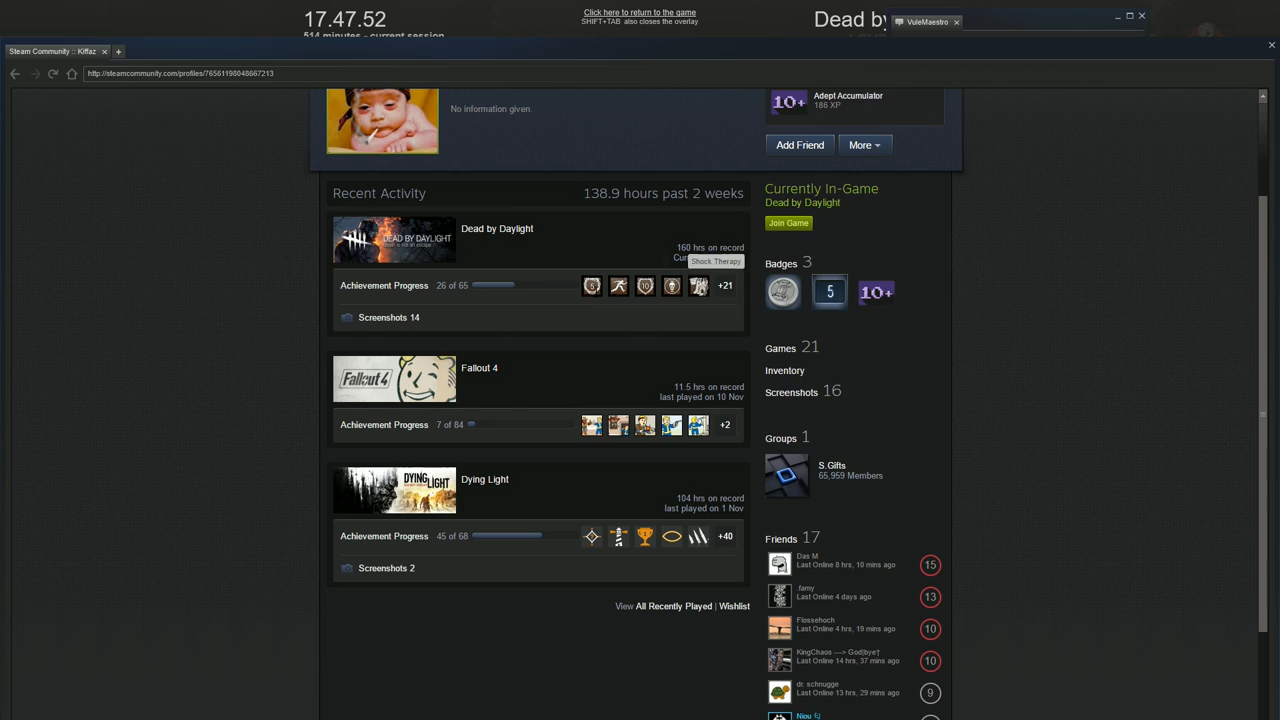 17.47.52
514 minutes - current session
Click here to return to the game
SHIFT+TAB also closes the overlay
Dead by
VuleMaestro
Steam Community :: Kiffaz
http://steamcommunity.com/profiles/76561198048667213
No information given.
10+
Adept Accumulator
186 XP
Add Friend
More
Recent Activity
138.9 hours past 2 weeks
DEAD BY DAYLIGHT
Dead by Daylight
160 hrs on record
Shock Therapy
Achievement Progress 26 of 65
5
10
+21
Screenshots 14
Fallout 4
Fallout 4
11.5 hrs on record
last played on 10 Nov
Achievement Progress 7 of 84
+2
DYING LIGHT
Dying Light
104 hrs on record
last played on 1 Nov
Achievement Progress 45 of 68
+40
Screenshots 2
View All Recently Played | Wishlist
Currently In-Game
Dead by Daylight
Join Game
Badges 3
5
10+
Games 21
Inventory
Screenshots 16
Groups 1
S.Gifts
65,959 Members
Friends 17
Das M
Last Online 8 hrs, 10 mins ago
15
.famy
Last Online 4 days ago
13
Flossehoch
Last Online 4 hrs, 19 mins ago
10
KingChaos ---> God|bye†
Last Online 14 hrs, 37 mins ago
10
dr. schnugge
Last Online 13 hrs, 29 mins ago
9
Niou